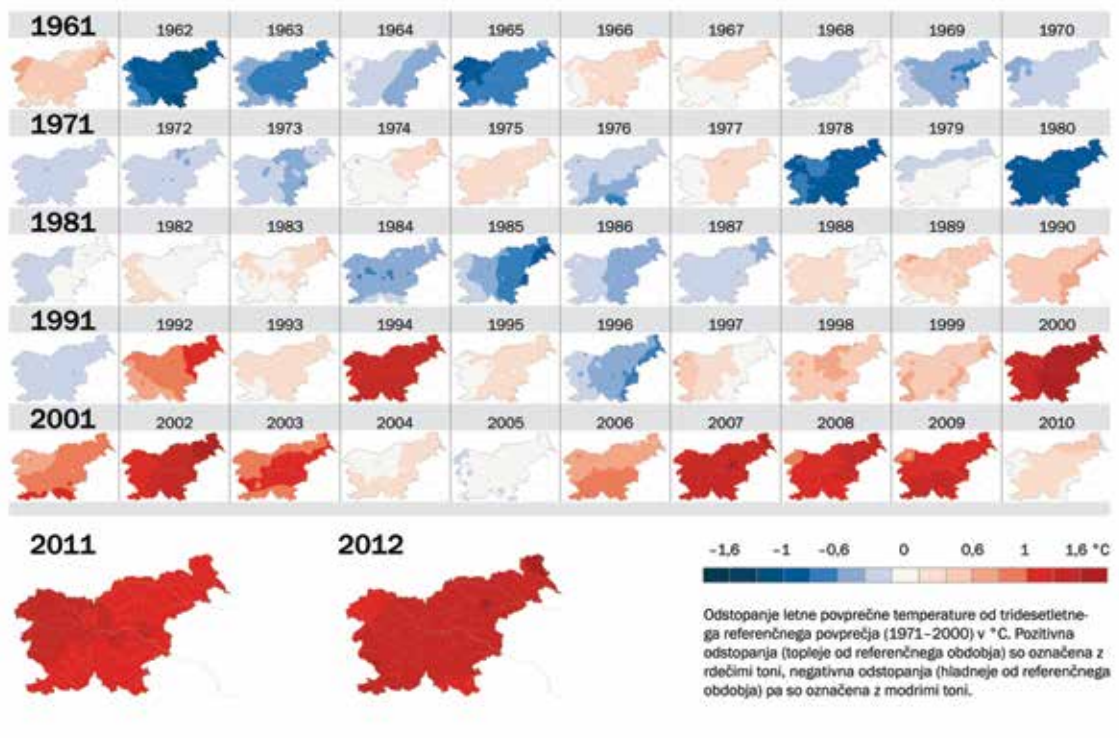 1961 1962 1963 1964 1965 1966 1967 1968 1969 1970
1971 1972 1973 1974 1975 1976 1977 1978 1979 1980
1981 1982 1983 1984 1985 1986 1987 1988 1989 1990
1991 1992 1993 1994 1995 1996 1997 1998 1999 2000
2001 2002 2003 2004 2005 2006 2007 2008 2009 2010
2011 2012
-1,6 -1 -0,6 0 0,6 1 1,6 °C
Odstopanje letne povprečne temperature od tridesetletne-
ga referenčnega povprečja (1971–2000) v °C. Pozitivna
odstopanja (topleje od referenčnega obdobja) so označena z
rdečimi toni, negativna odstopanja (hladneje od referenčnega
obdobja) pa so označena z modrimi toni.